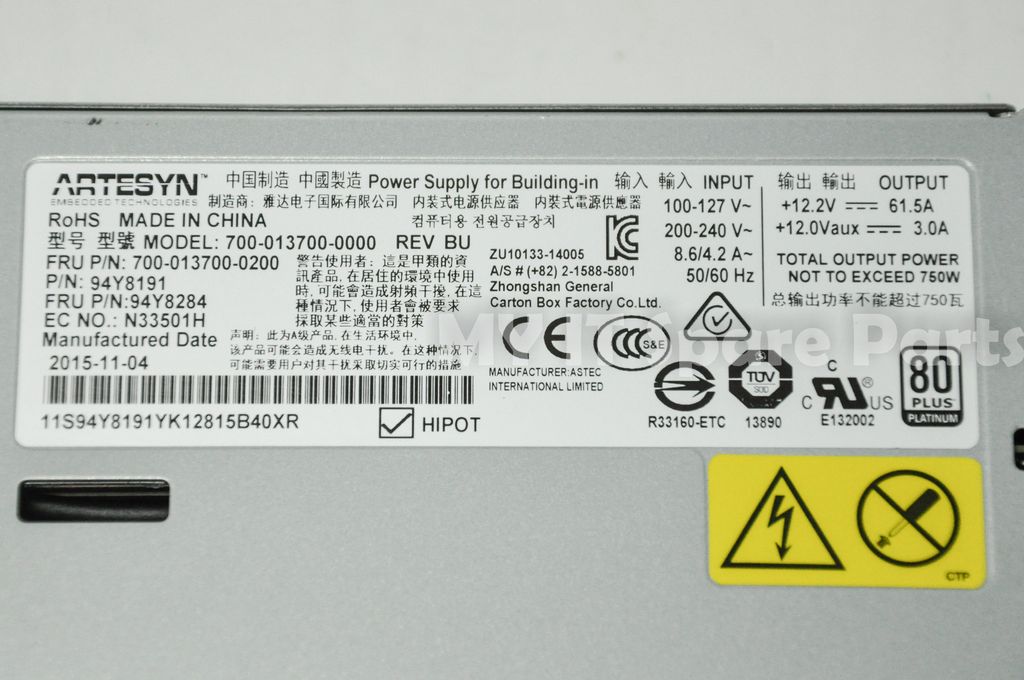 ARTESYN™
EMBEDDED TECHNOLOGIES
中国制造 中國製造 Power Supply for Building-in
制造商: 雅达电子国际有限公司 内装式电源供应器 內裝式電源供應器
RoHS MADE IN CHINA
컴퓨터용 전원공급장치
型号 型號 MODEL: 700-013700-0000 REV BU
FRU P/N: 700-013700-0200
P/N: 94Y8191
FRU P/N: 94Y8284
EC NO.: N33501H
Manufactured Date
2015-11-04
警告使用者: 這是甲類的資
訊產品, 在居住的環境中使用
時, 可能會造成射頻干擾, 在這
種情況下, 使用者會被要求
採取某些適當的對策
声明: 此为A级产品, 在生活环境中,
该产品可能会造成无线电干扰。在这种情况下,
可能需要用户对其干扰采取切实可行的措施
11S94Y8191YK12815B40XR
HIPOT
ZU10133-14005
A/S # (+82) 2-1588-5801
Zhongshan General
Carton Box Factory Co.Ltd.
CE
CCC S&E
MANUFACTURER:ASTEC
INTERNATIONAL LIMITED
输入 輸入 INPUT
100-127 V~
200-240 V~
8.6/4.2 A~
50/60 Hz
输出 輸出 OUTPUT
+12.2V 61.5A
+12.0Vaux 3.0A
TOTAL OUTPUT POWER
NOT TO EXCEED 750W
总输出功率不能超过750瓦
R33160-ETC
S
TUV
SUD
13890
C
C RU® US
E132002
80
PLUS
PLATINUM
MY IT Spare Parts
CTP